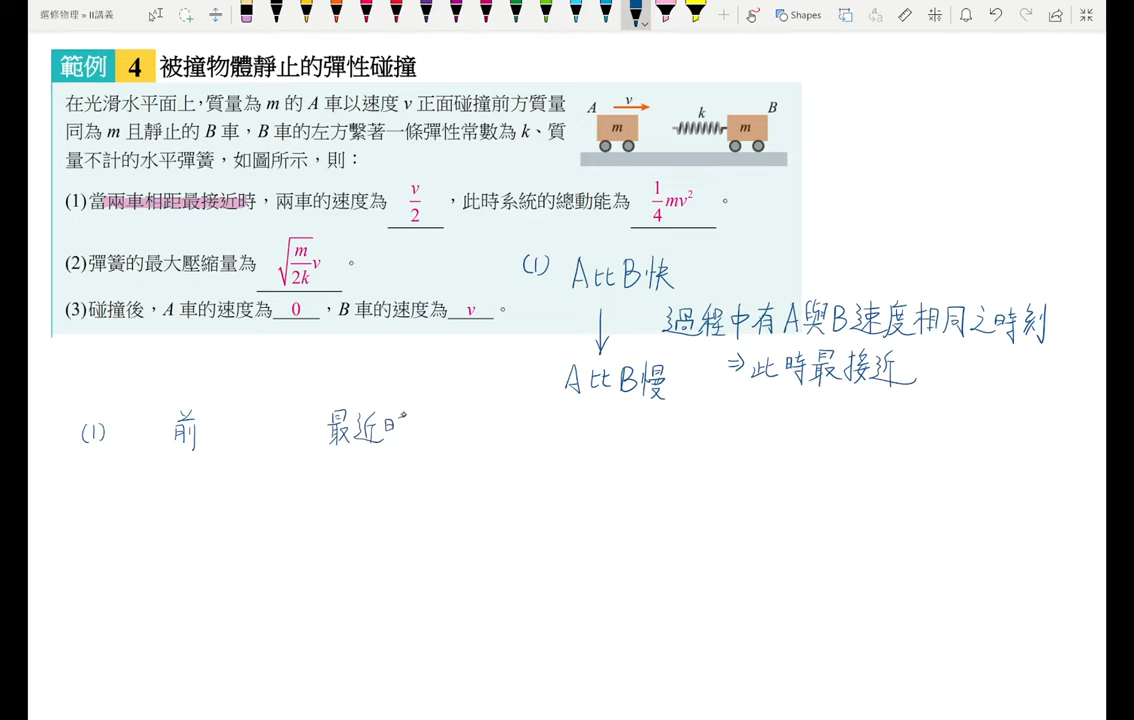 選修物理 » II講義
Shapes
範例 4 被撞物體靜止的彈性碰撞
在光滑水平面上,質量為 m 的 A 車以速度 v 正面碰撞前方質量
同為 m 且靜止的 B 車,B 車的左方繫著一條彈性常數為 k、質
量不計的水平彈簧,如圖所示,則:
A v k B
m m
(1)當兩車相距最接近時,兩車的速度為 v/2 ,此時系統的總動能為 1/4 mv² 。
(2)彈簧的最大壓縮量為 √(m/2k) v 。
(3)碰撞後,A 車的速度為 0 ,B 車的速度為 v 。
(1) A比B快
↓ 過程中有A與B速度相同之時刻
A比B慢 ⇒此時最接近
(1) 前 最近